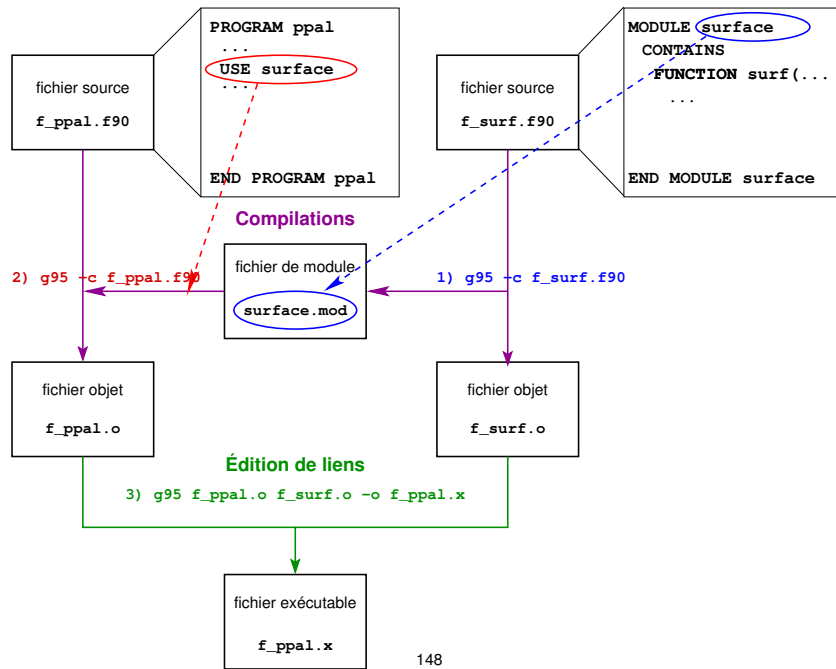 PROGRAM ppal
...
USE surface
...
END PROGRAM ppal
MODULE surface
CONTAINS
FUNCTION surf(...
...
END MODULE surface
fichier source
f_ppal.f90
fichier source
f_surf.f90
Compilations
2) g95 -c f_ppal.f90
fichier de module
surface.mod
1) g95 -c f_surf.f90
fichier objet
f_ppal.o
fichier objet
f_surf.o
Édition de liens
3) g95 f_ppal.o f_surf.o -o f_ppal.x
fichier exécutable
f_ppal.x
148